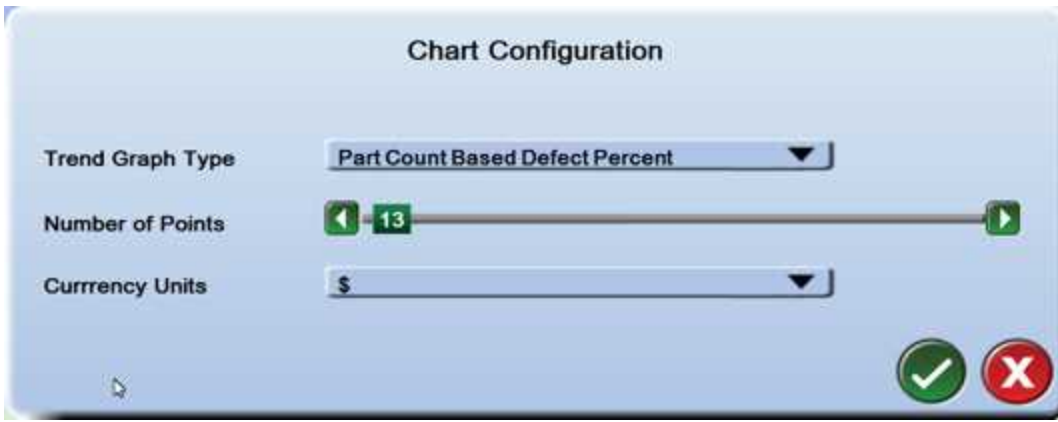 Chart Configuration
Trend Graph Type Part Count Based Defect Percent
Number of Points 13
Currrency Units $